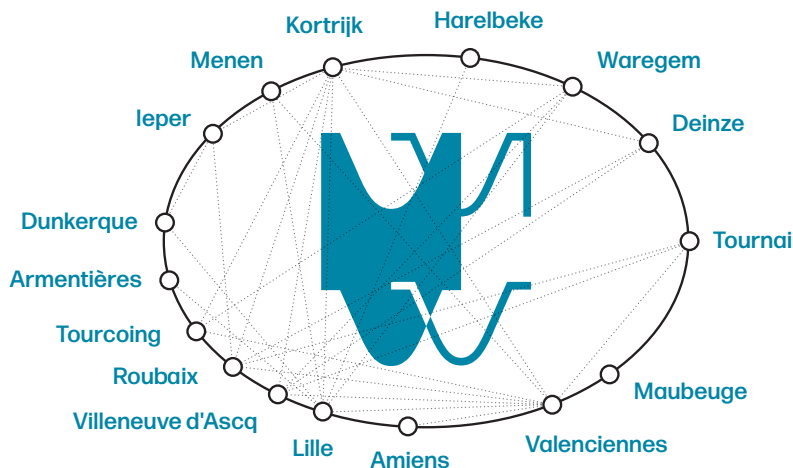 Kortrijk
Harelbeke
Menen
Waregem
Ieper
Deinze
Dunkerque
Tournai
Armentières
Tourcoing
Roubaix
Maubeuge
Villeneuve d'Ascq
Valenciennes
Lille
Amiens